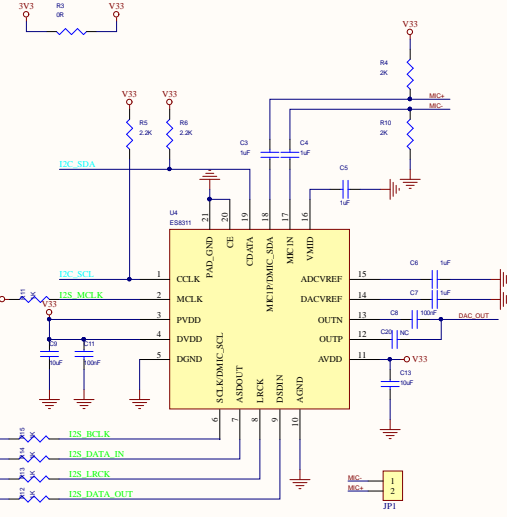 3V3
R3
0R
V33
V33
R4
2K
MIC+
MIC-
V33
V33
R5
2.2K
R6
2.2K
C3
1uF
C4
1uF
R10
2K
I2C_SDA
C5
1uF
U4
ES8311
21
20
19
18
17
16
PAD_GND
CE
CDATA
MIC1P/DMIC_SDA
MIC1N
VMID
I2C_SCL
1
CCLK
ADCVREF
15
C6
1uF
I2S_MCLK
2
MCLK
DACVREF
14
C7
1uF
V33
3
PVDD
OUTN
13
C8
100nF
DAC_OUT
4
DVDD
OUTP
12
C20
NC
C9
10uF
C11
100nF
5
DGND
AVDD
11
V33
C13
10uF
SCLK/DMIC_SCL
ASDOUT
LRCK
DSDIN
AGND
6
7
8
9
10
I2S_BCLK
I2S_DATA_IN
I2S_LRCK
I2S_DATA_OUT
MIC-
1
MIC+
2
JP1